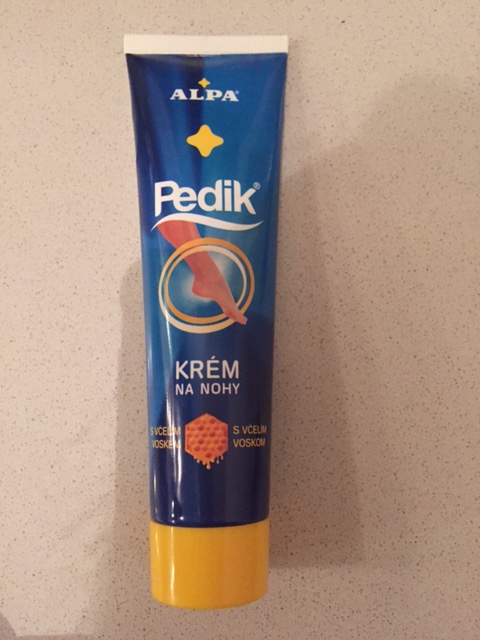 ALPA®
Pedik®
KRÉM
NA NOHY
S VČELÍM
VOSKEM
S VČELÍM
VOSKOM